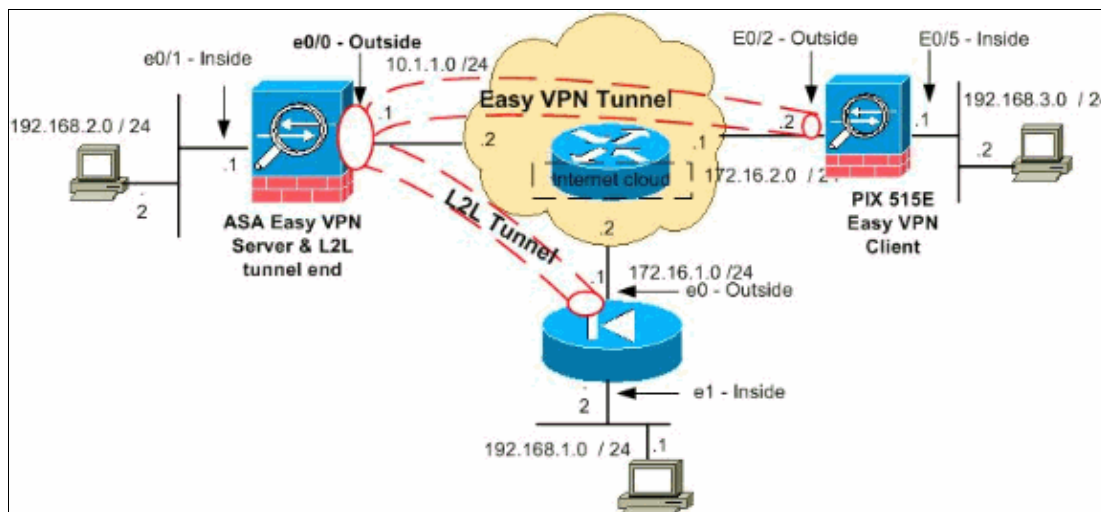 e0/0 - Outside
E0/2 - Outside
E0/5 - Inside
e0/1 - Inside
10.1.1.0 /24
Easy VPN Tunnel
192.168.3.0 / 24
192.168.2.0 / 24
.1
.2
.1
.2
.1
.1
.2
Internet cloud
172.16.2.0 / 24
2
ASA Easy VPN
Server & L2L
tunnel end
L2L Tunnel
PIX 515E
Easy VPN
Client
.2
.1
172.16.1.0 /24
e0 - Outside
e1 - Inside
2
192.168.1.0 / 24
.1